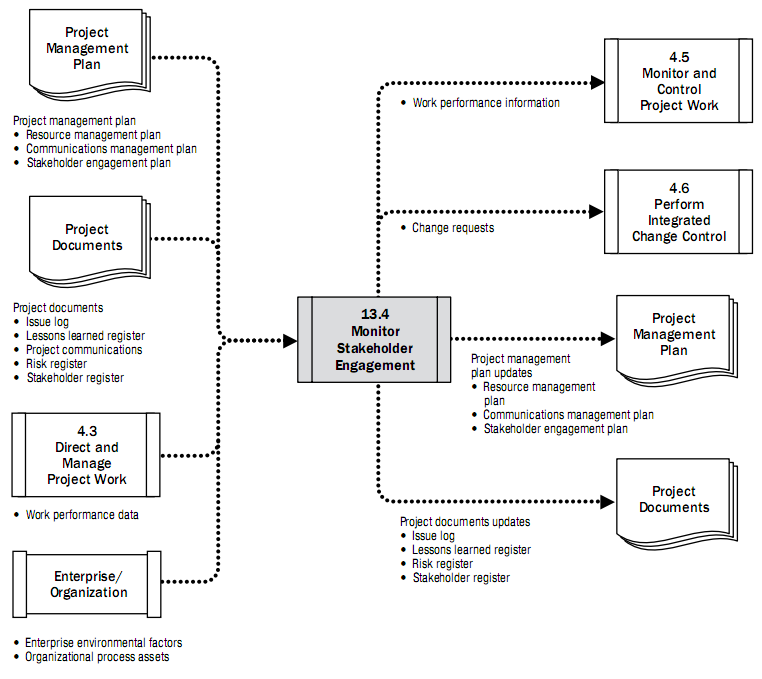 Project
Management
Plan
Project management plan
• Resource management plan
• Communications management plan
• Stakeholder engagement plan
Project
Documents
Project documents
• Issue log
• Lessons learned register
• Project communications
• Risk register
• Stakeholder register
4.3
Direct and
Manage
Project Work
• Work performance data
Enterprise/
Organization
• Enterprise environmental factors
• Organizational process assets
13.4
Monitor
Stakeholder
Engagement
4.5
Monitor and
Control
Project Work
• Work performance information
4.6
Perform
Integrated
Change Control
• Change requests
Project
Management
Plan
Project management
plan updates
• Resource management
plan
• Communications management plan
• Stakeholder engagement plan
Project
Documents
Project documents updates
• Issue log
• Lessons learned register
• Risk register
• Stakeholder register